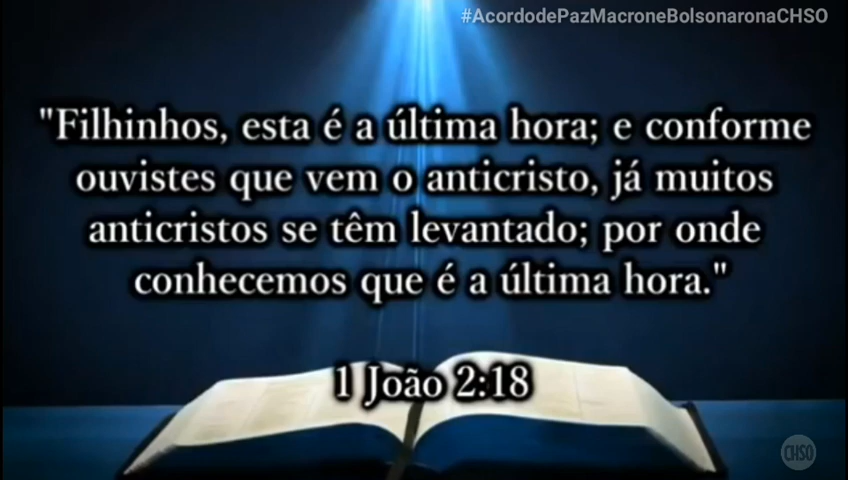 #AcordodePazMacroneBolsonaronaCHSO
"Filhinhos, esta é a última hora; e conforme
ouvistes que vem o anticristo, já muitos
anticristos se têm levantado; por onde
conhecemos que é a última hora."
1 João 2:18
CHSO